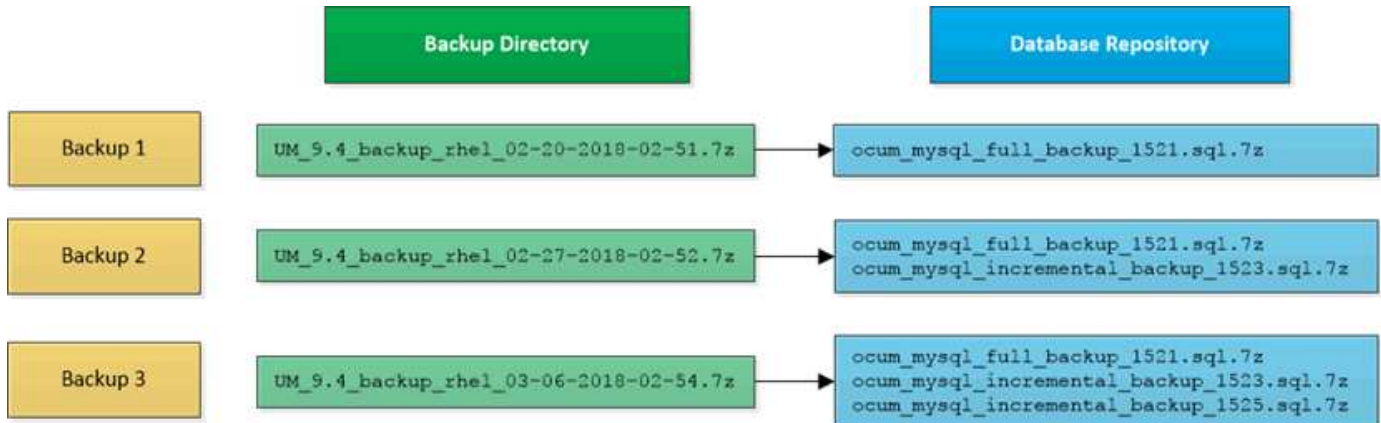 Backup Directory
Database Repository
Backup 1
UM_9.4_backup_rhel_02-20-2018-02-51.7z
ocum_mysql_full_backup_1521.sql.7z
Backup 2
UM_9.4_backup_rhel_02-27-2018-02-52.7z
ocum_mysql_full_backup_1521.sql.7z
ocum_mysql_incremental_backup_1523.sql.7z
Backup 3
UM_9.4_backup_rhel_03-06-2018-02-54.7z
ocum_mysql_full_backup_1521.sql.7z
ocum_mysql_incremental_backup_1523.sql.7z
ocum_mysql_incremental_backup_1525.sql.7z